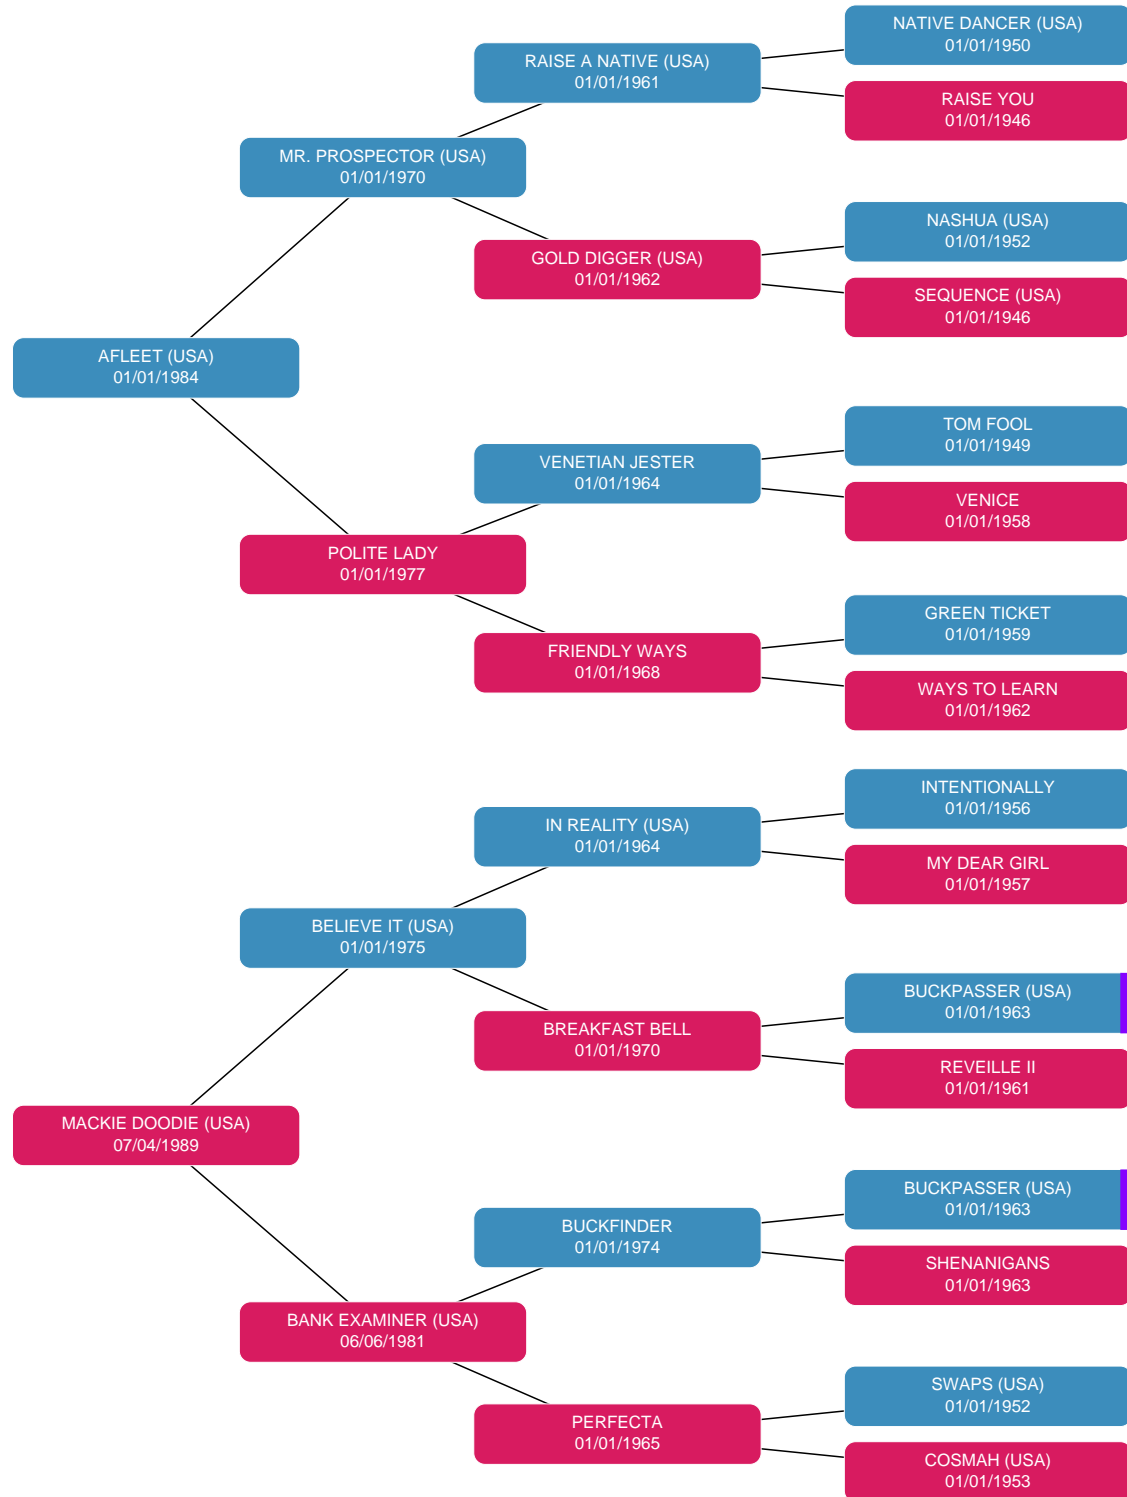 NATIVE DANCER (USA)
01/01/1950
RAISE A NATIVE (USA)
01/01/1961
RAISE YOU
01/01/1946
MR. PROSPECTOR (USA)
01/01/1970
NASHUA (USA)
01/01/1952
GOLD DIGGER (USA)
01/01/1962
SEQUENCE (USA)
01/01/1946
AFLEET (USA)
01/01/1984
TOM FOOL
01/01/1949
VENETIAN JESTER
01/01/1964
VENICE
01/01/1958
POLITE LADY
01/01/1977
GREEN TICKET
01/01/1959
FRIENDLY WAYS
01/01/1968
WAYS TO LEARN
01/01/1962
INTENTIONALLY
01/01/1956
IN REALITY (USA)
01/01/1964
MY DEAR GIRL
01/01/1957
BELIEVE IT (USA)
01/01/1975
BUCKPASSER (USA)
01/01/1963
BREAKFAST BELL
01/01/1970
REVEILLE II
01/01/1961
MACKIE DOODIE (USA)
07/04/1989
BUCKPASSER (USA)
01/01/1963
BUCKFINDER
01/01/1974
SHENANIGANS
01/01/1963
BANK EXAMINER (USA)
06/06/1981
SWAPS (USA)
01/01/1952
PERFECTA
01/01/1965
COSMAH (USA)
01/01/1953